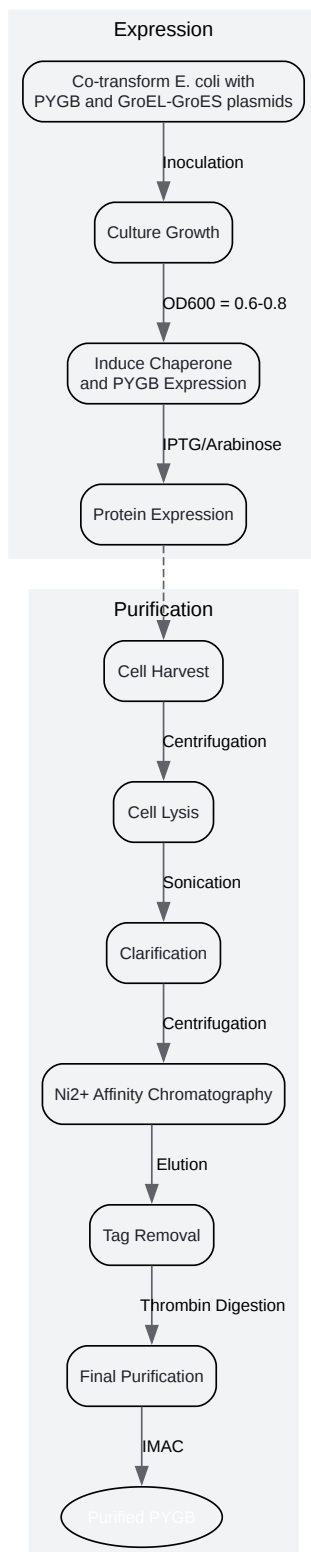 Expression
Co-transform E. coli with
PYGB and GroEL-GroES plasmids
Inoculation
Culture Growth
OD600 = 0.6-0.8
Induce Chaperone
and PYGB Expression
IPTG/Arabinose
Protein Expression
Purification
Cell Harvest
Centrifugation
Cell Lysis
Sonication
Clarification
Centrifugation
Ni2+ Affinity Chromatography
Elution
Tag Removal
Thrombin Digestion
Final Purification
IMAC
Purified PYGB